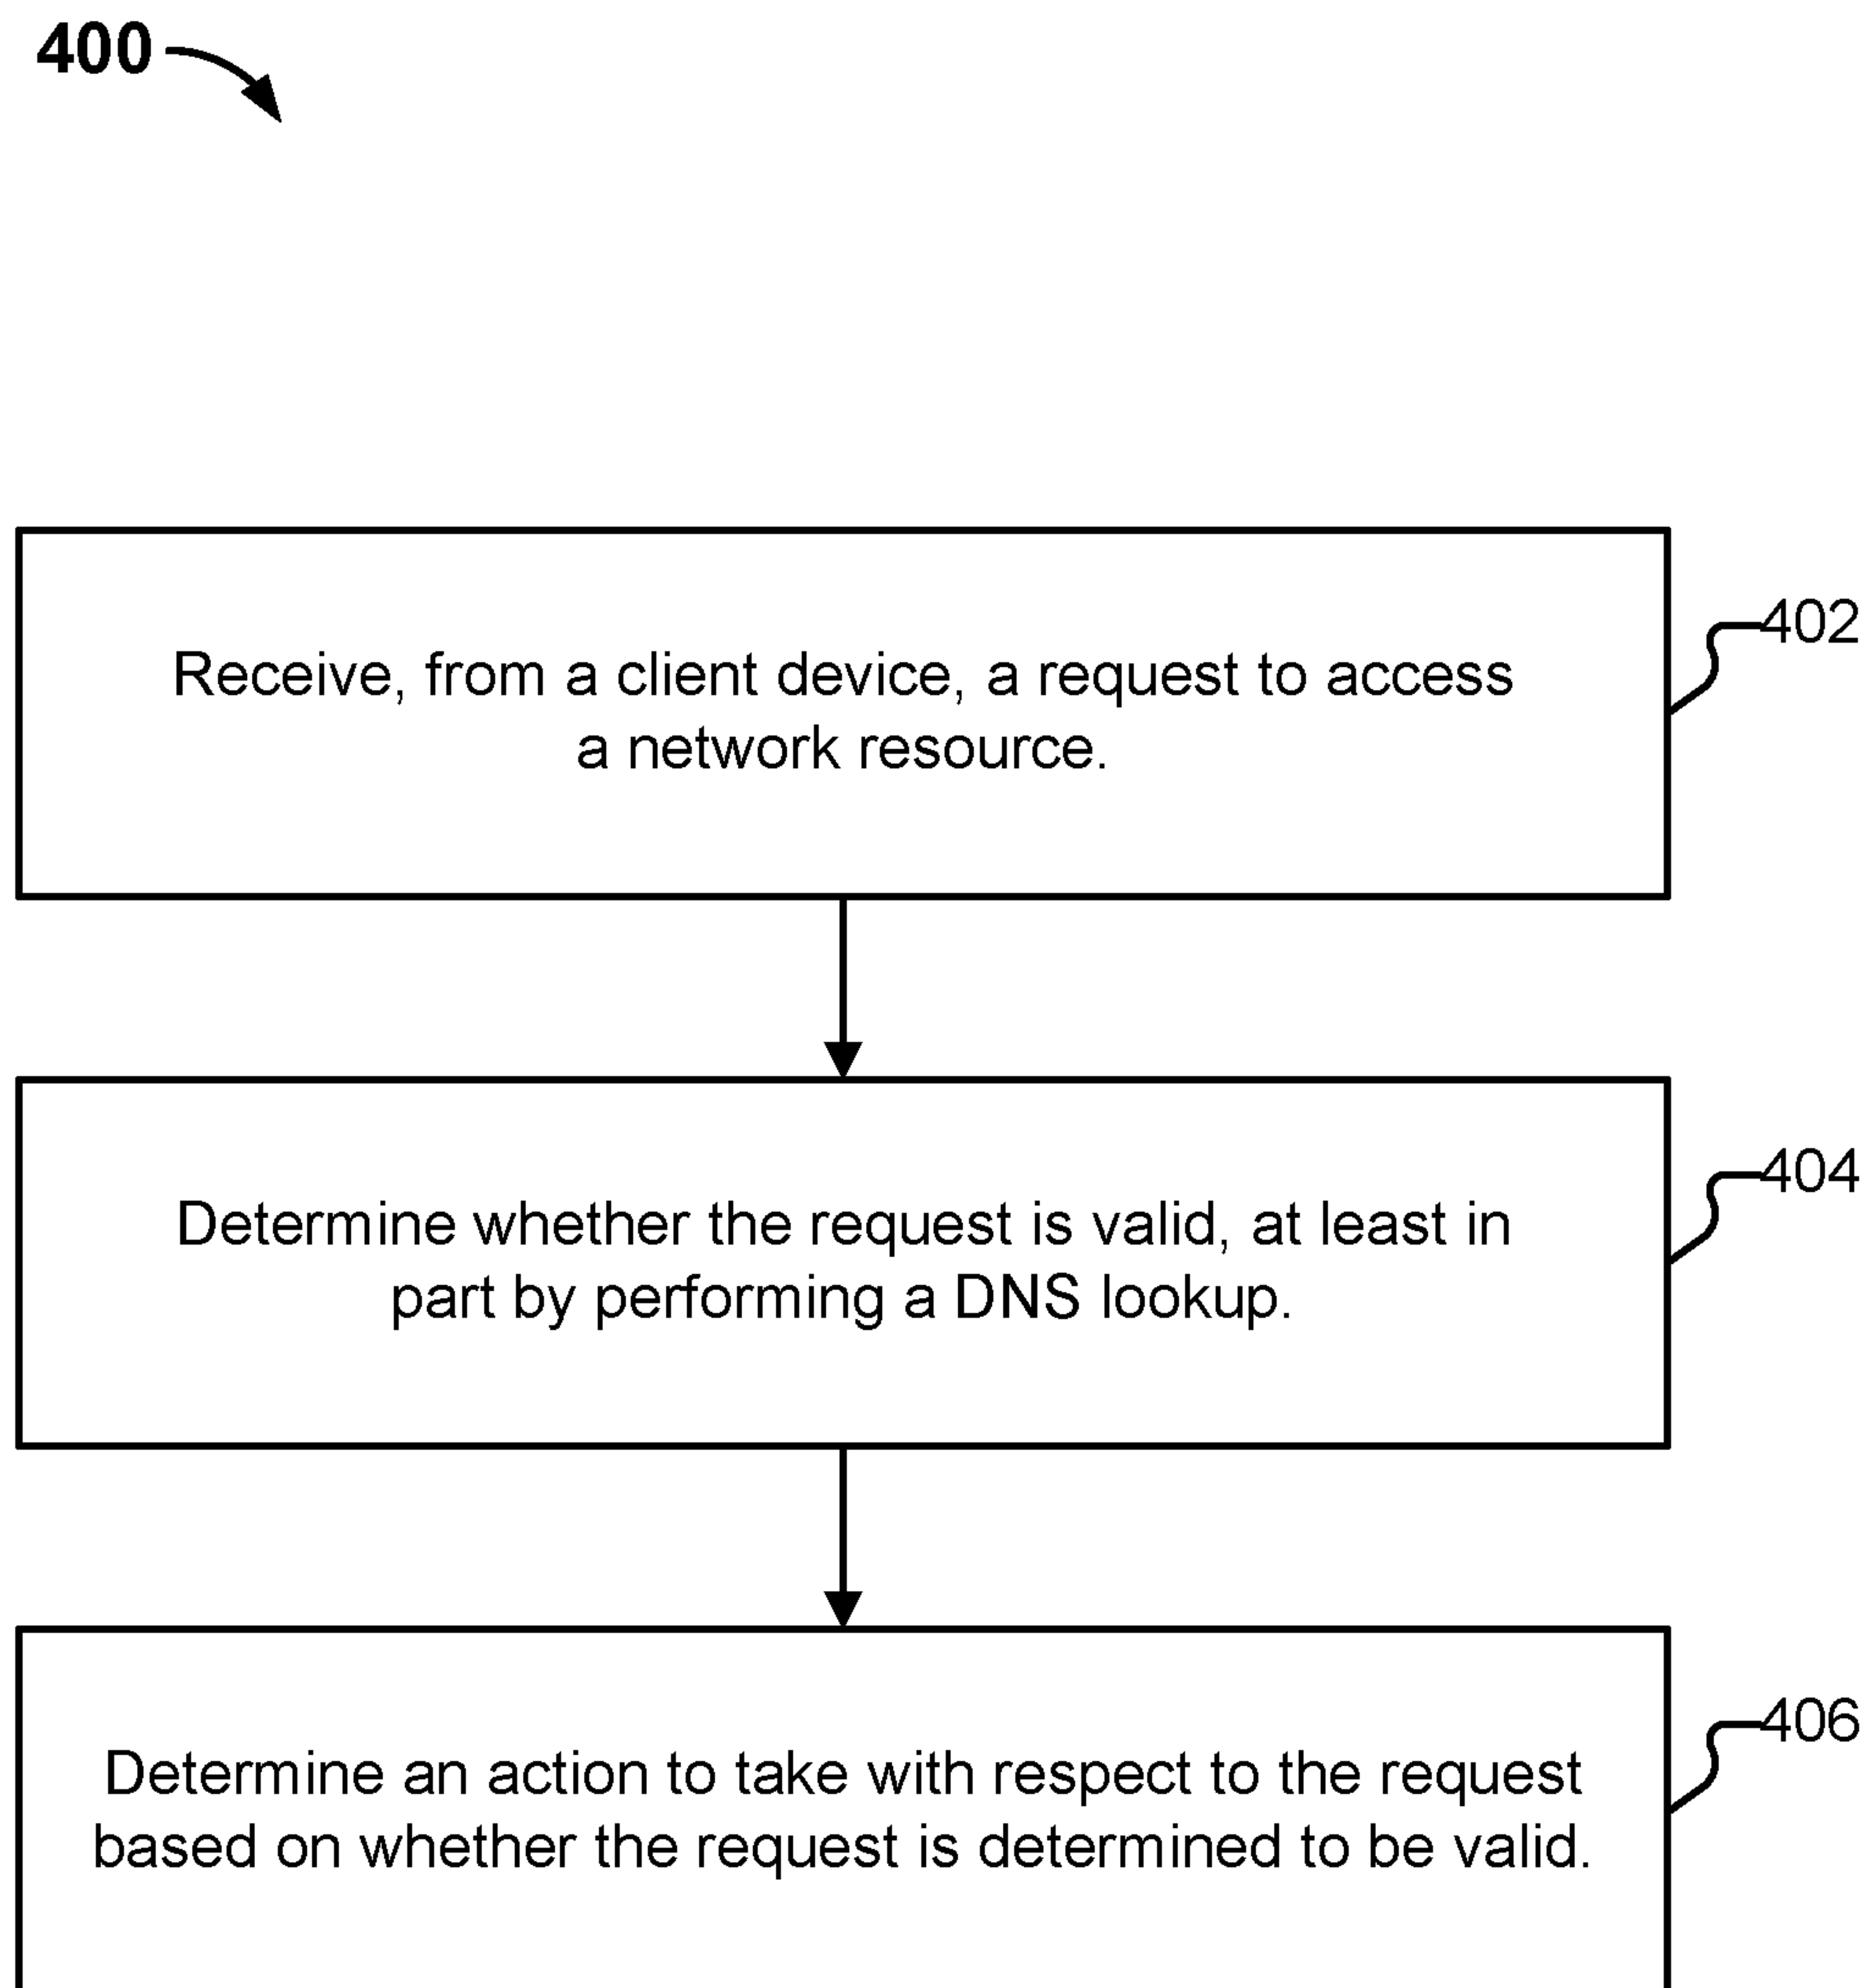 400
Receive, from a client device, a request to access
a network resource.
402
Determine whether the request is valid, at least in
part by performing a DNS lookup.
404
Determine an action to take with respect to the request
based on whether the request is determined to be valid.
406